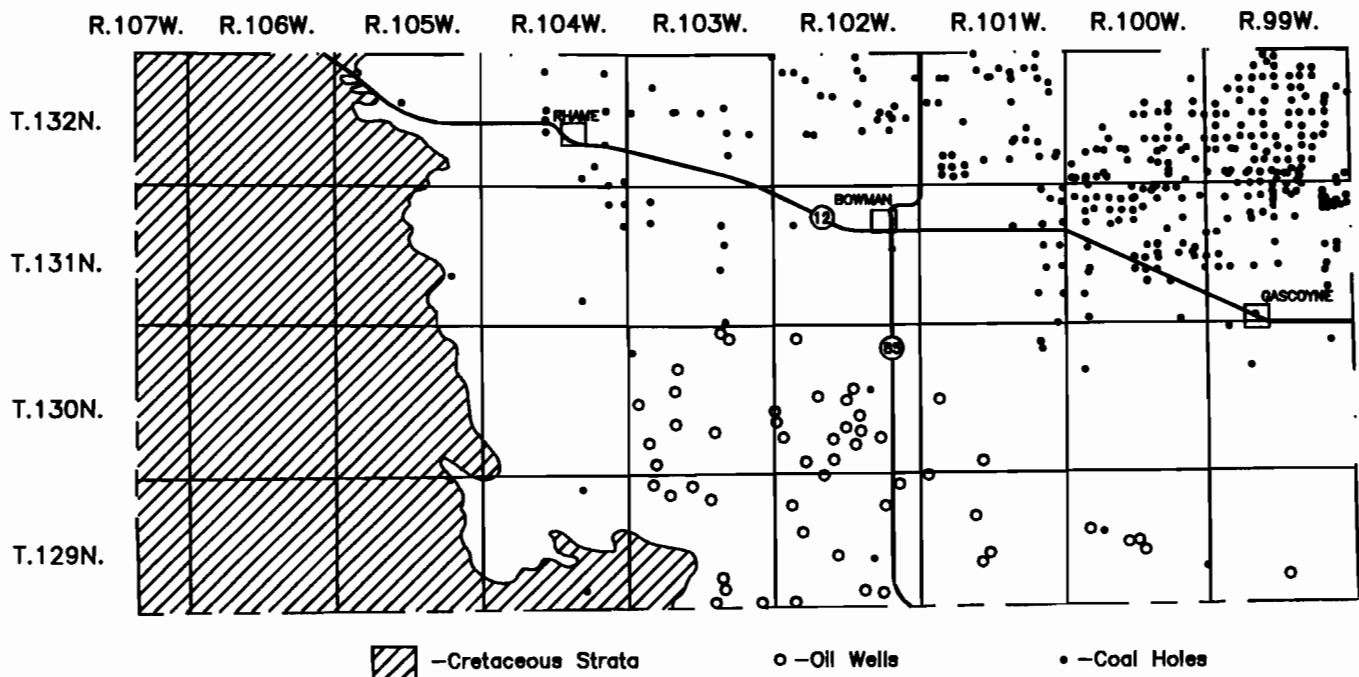 R.107W. R.106W. R.105W. R.104W. R.103W. R.102W. R.101W. R.100W. R.99W.
T.132N.
RHAME
BOWMAN
12
T.131N.
GASCOYNE
85
T.130N.
T.129N.
-Cretaceous Strata
-Oil Wells
-Coal Holes